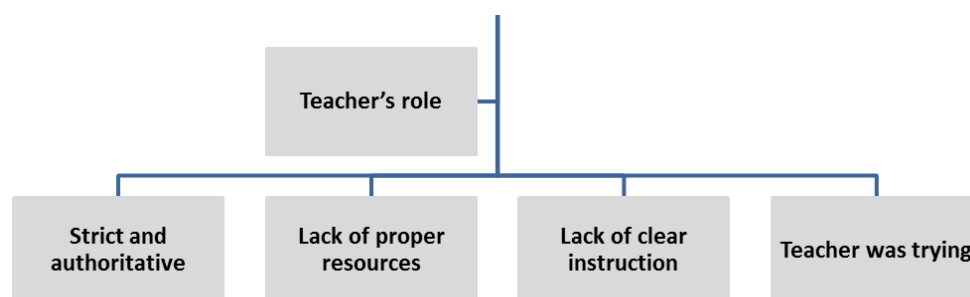 Teacher's role
Strict and
authoritative
Lack of proper
resources
Lack of clear
instruction
Teacher was trying